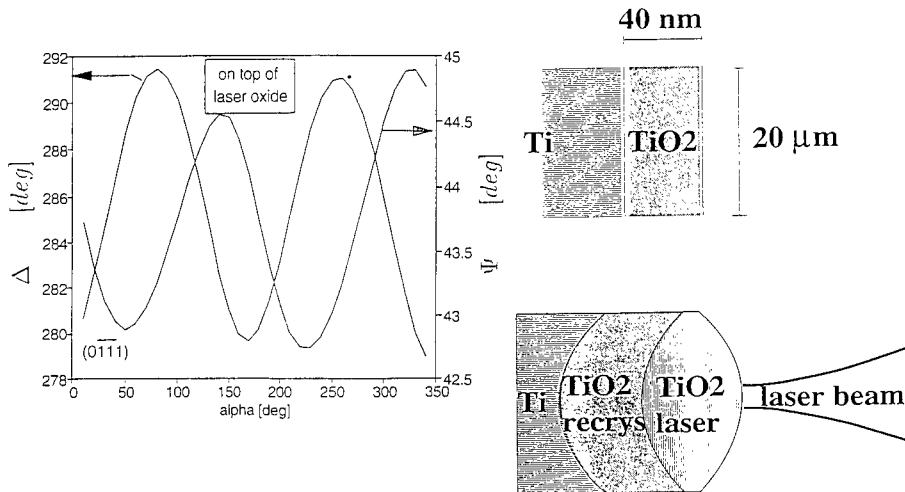 292
290
288
286
284
282
280
278
Δ [deg]
on top of
laser oxide
(0111)
0 50 100 150 200 250 300 350
alpha [deg]
45
44.5
44
43.5
43
42.5
Ψ [deg]
40 nm
Ti TiO2
20 µm
Ti TiO2 recrys
TiO2 laser
laser beam